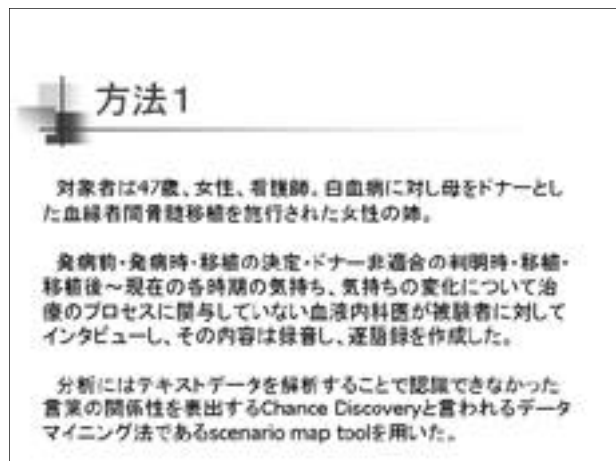 方法1
対象者は47歳、女性、看護師。白血病に対し母をドナーとし
た血縁者間骨髄移植を施行された女性の姉。
発病前・発病時・移植の決定・ドナー非適合の判明時・移植・
移植後～現在の各時期の気持ち、気持ちの変化について治
療のプロセスに関与していない血液内科医が被験者に対して
インタビューし、その内容は録音し、逐語録を作成した。
分析にはテキストデータを解析することで認識できなかった
言葉の関係性を表出するChance Discoveryと言われるデータ
マイニング法であるscenario map toolを用いた。